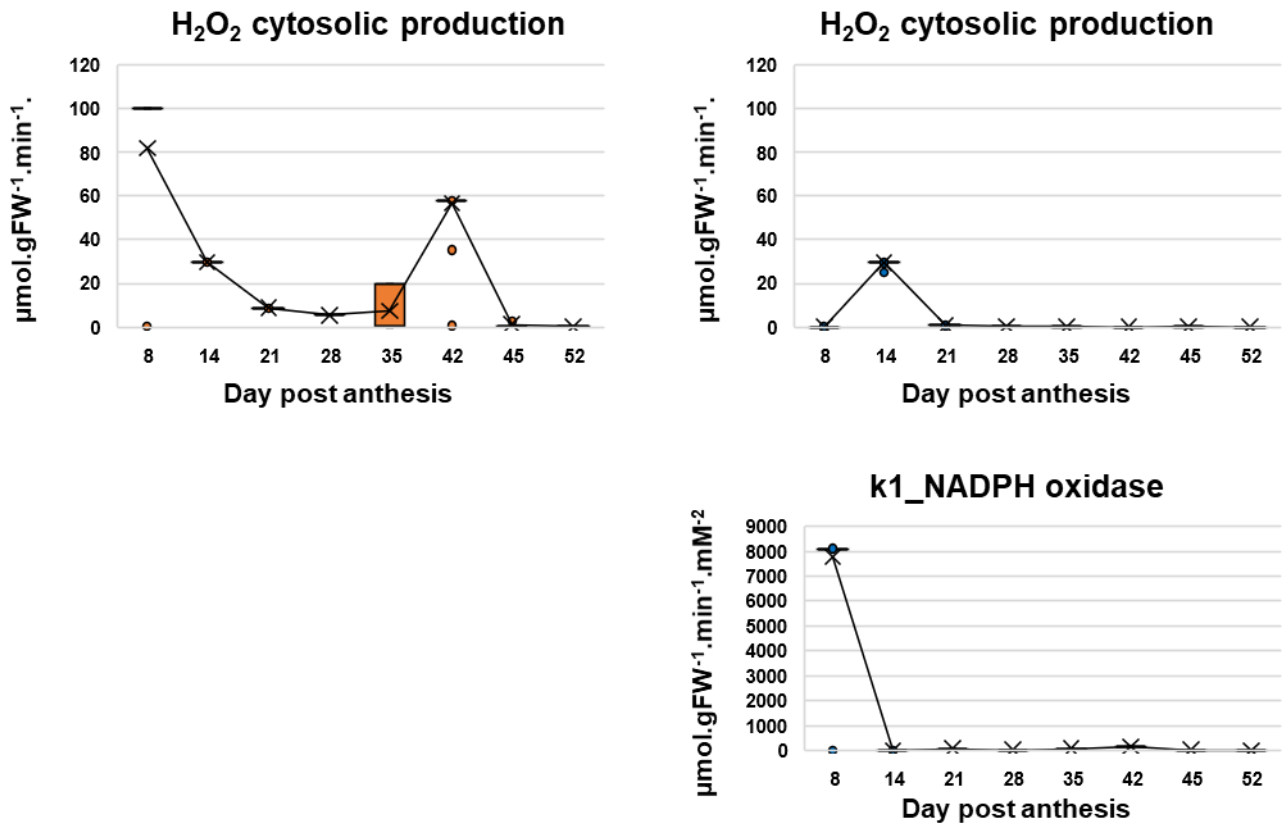 H₂O₂ cytosolic production
µmol.gFW⁻¹.min⁻¹.
120
100
80
60
40
20
0
8 14 21 28 35 42 45 52
Day post anthesis
H₂O₂ cytosolic production
µmol.gFW⁻¹.min⁻¹.
120
100
80
60
40
20
0
8 14 21 28 35 42 45 52
Day post anthesis
k1_NADPH oxidase
µmol.gFW⁻¹.min⁻¹.mM⁻²
9000
8000
7000
6000
5000
4000
3000
2000
1000
0
8 14 21 28 35 42 45 52
Day post anthesis